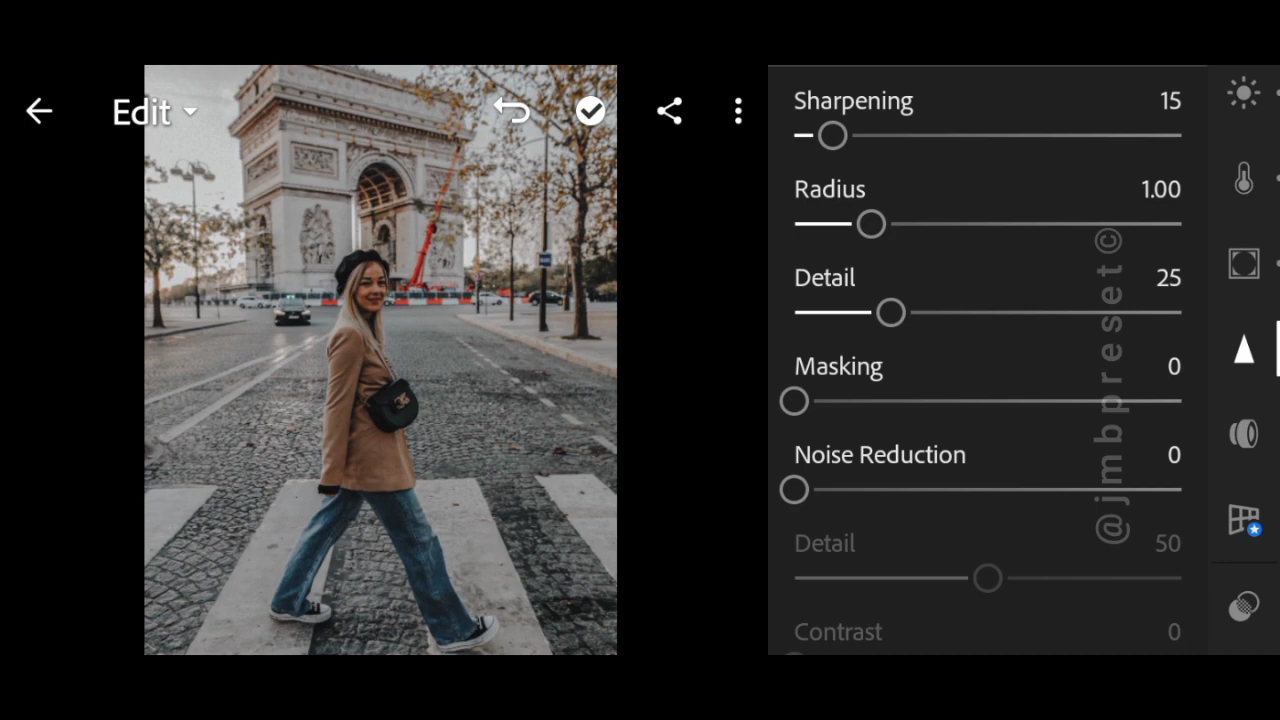 Edit
Sharpening 15
Radius 1.00
Detail 25
Masking 0
Noise Reduction 0
Detail 50
Contrast 0
@jmbpreset©